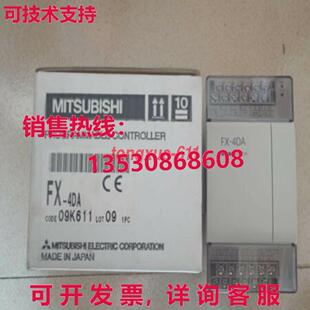 可技术支持
MITSUBISHI
10
销售热线:
PROGRAMMABLE CONTROLLER
13530868608
FX-4DA
CODE 09K611 LOT 09 1PC
MITSUBISHI ELECTRIC CORPORATION
MADE IN JAPAN
FX-4DA
可开发票，详询客服